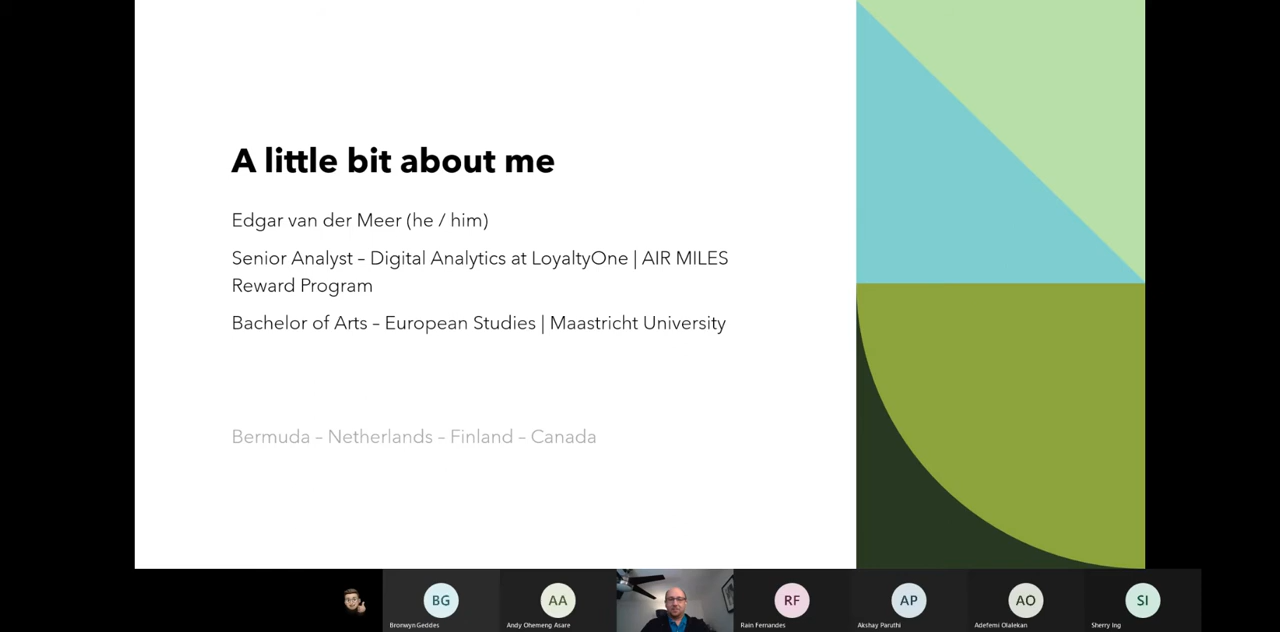 A little bit about me
Edgar van der Meer (he / him)
Senior Analyst – Digital Analytics at LoyaltyOne | AIR MILES
Reward Program
Bachelor of Arts – European Studies | Maastricht University
Bermuda – Netherlands – Finland – Canada
BG
AA
RF
AP
AO
SI
Bronwyn Geddes
Andy Ohemeng Asare
Rain Fernandes
Akshay Paruthi
Adefemi Olalekan
Sherry Ing